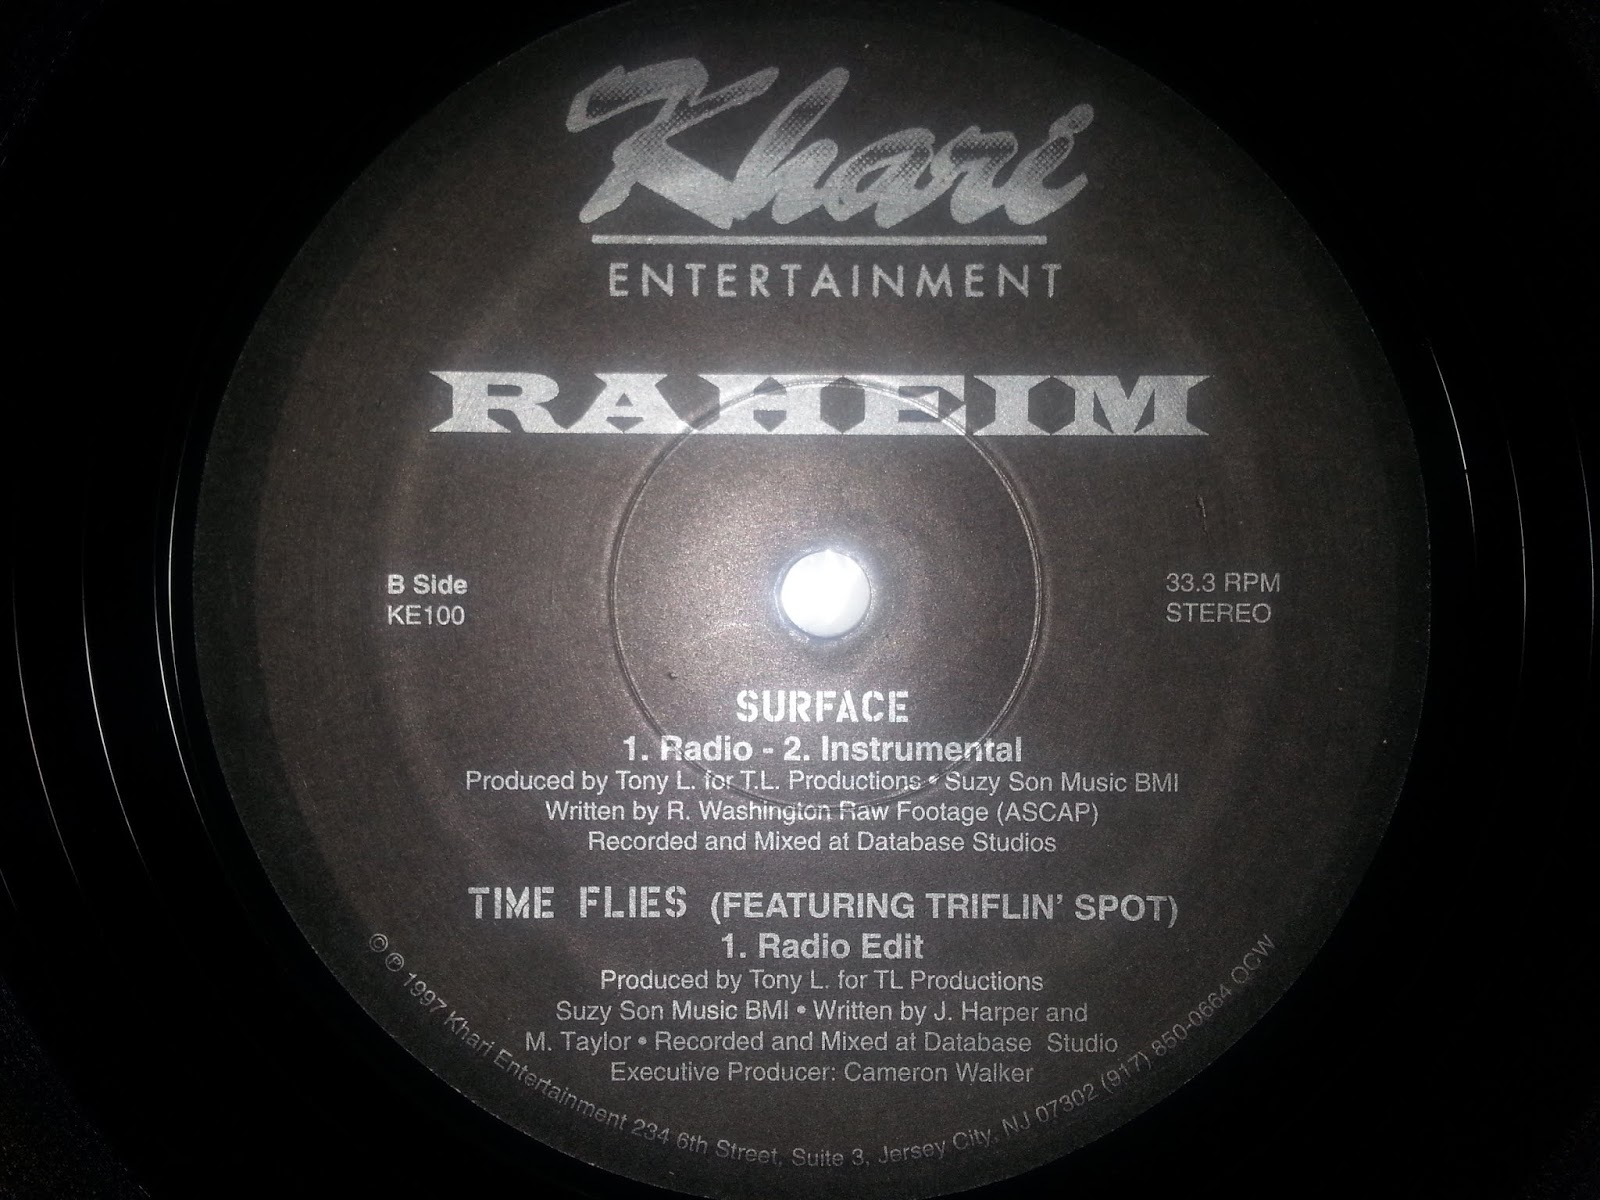 Khari
ENTERTAINMENT
RAHEIM
B Side
KE100
33.3 RPM
STEREO
SURFACE
1. Radio - 2. Instrumental
Produced by Tony L. for T.L. Productions • Suzy Son Music BMI
Written by R. Washington Raw Footage (ASCAP)
Recorded and Mixed at Database Studios
TIME FLIES (FEATURING TRIFLIN' SPOT)
1. Radio Edit
Produced by Tony L. for TL Productions
Suzy Son Music BMI • Written by J. Harper and
M. Taylor • Recorded and Mixed at Database Studio
Executive Producer: Cameron Walker
© ℗ 1997 Khari Entertainment 234 6th Street, Suite 3, Jersey City, NJ 07302 (917) 850-0664 QCW